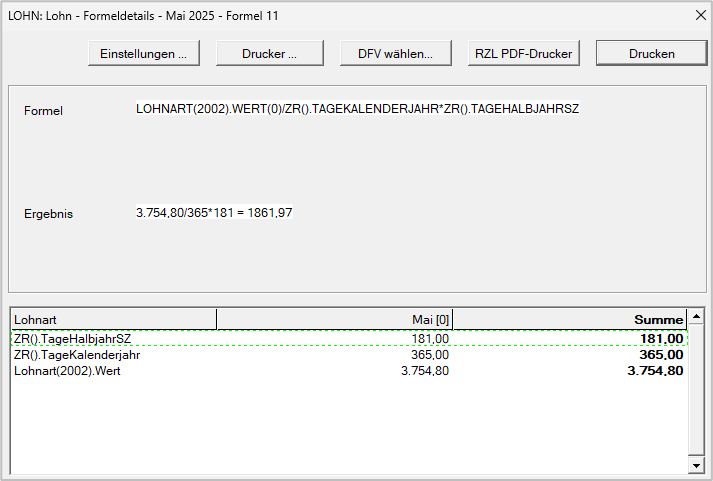 LOHN: Lohn - Formeldetails - Mai 2025 - Formel 11
Einstellungen ... Drucker ... DFV wählen... RZL PDF-Drucker Drucken
Formel LOHNART(2002).WERT(0)/ZR().TAGEKALENDERJAHR*ZR().TAGEHALBJAHRSZ
Ergebnis 3.754,80/365*181 = 1861,97
Lohnart Mai [0] Summe
ZR().TageHalbjahrSZ 181,00 181,00
ZR().TageKalenderjahr 365,00 365,00
Lohnart(2002).Wert 3.754,80 3.754,80